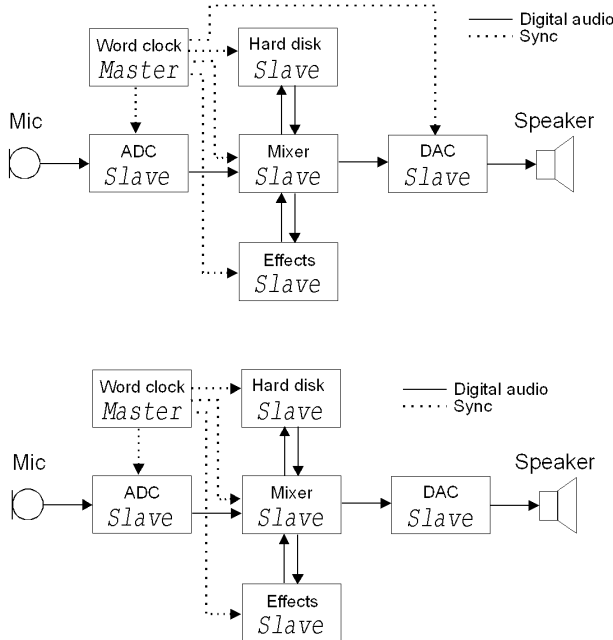 Digital audio
Sync
Word clock
Master
Hard disk
Slave
Mic
ADC
Slave
Mixer
Slave
DAC
Slave
Speaker
Effects
Slave
Word clock
Master
Hard disk
Slave
Digital audio
Sync
Mic
ADC
Slave
Mixer
Slave
DAC
Slave
Speaker
Effects
Slave